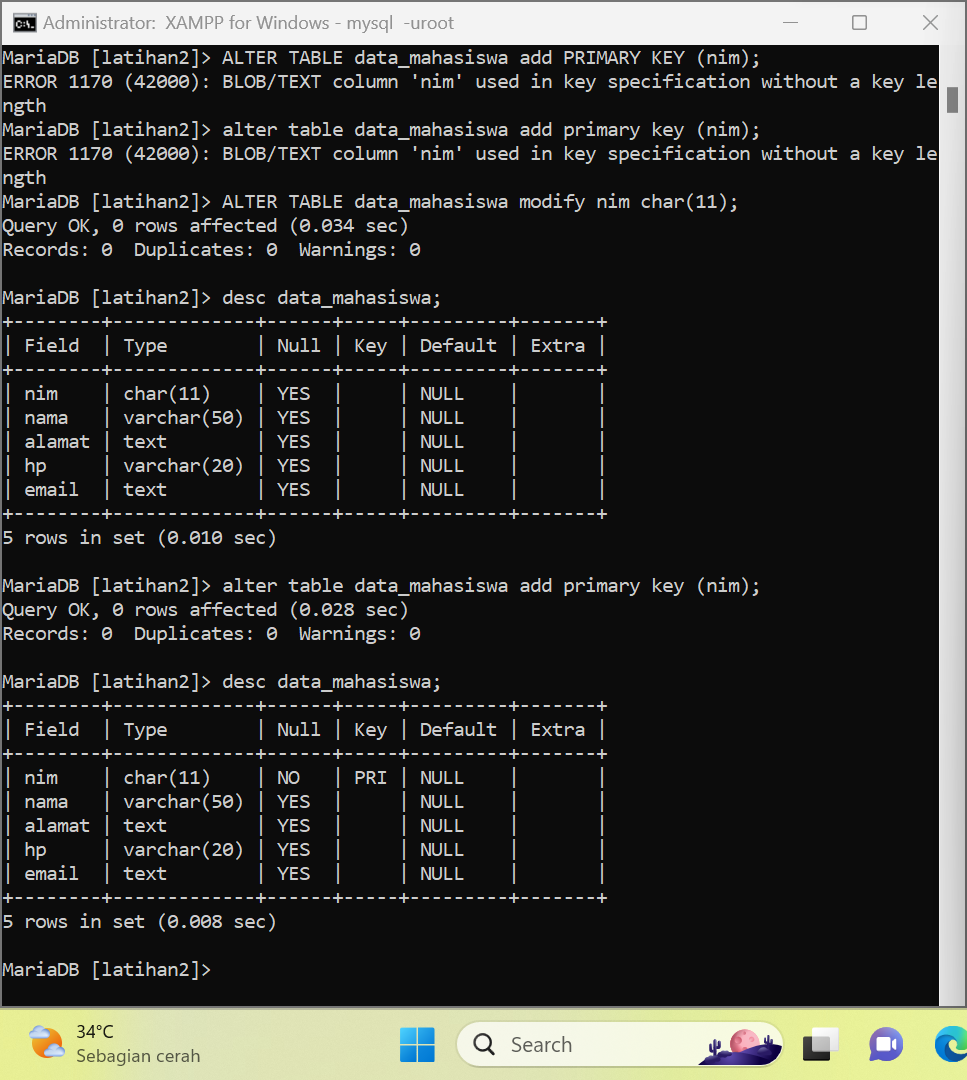 Administrator:  XAMPP for Windows - mysql  -uroot
MariaDB [latihan2]> ALTER TABLE data_mahasiswa add PRIMARY KEY (nim);
ERROR 1170 (42000): BLOB/TEXT column 'nim' used in key specification without a key le
ngth
MariaDB [latihan2]> alter table data_mahasiswa add primary key (nim);
ERROR 1170 (42000): BLOB/TEXT column 'nim' used in key specification without a key le
ngth
MariaDB [latihan2]> ALTER TABLE data_mahasiswa modify nim char(11);
Query OK, 0 rows affected (0.034 sec)
Records: 0  Duplicates: 0  Warnings: 0
MariaDB [latihan2]> desc data_mahasiswa;
+--------+-------------+------+-----+---------+-------+
| Field  | Type        | Null | Key | Default | Extra |
+--------+-------------+------+-----+---------+-------+
| nim    | char(11)    | YES  |     | NULL    |       |
| nama   | varchar(50) | YES  |     | NULL    |       |
| alamat | text        | YES  |     | NULL    |       |
| hp     | varchar(20) | YES  |     | NULL    |       |
| email  | text        | YES  |     | NULL    |       |
+--------+-------------+------+-----+---------+-------+
5 rows in set (0.010 sec)
MariaDB [latihan2]> alter table data_mahasiswa add primary key (nim);
Query OK, 0 rows affected (0.028 sec)
Records: 0  Duplicates: 0  Warnings: 0
MariaDB [latihan2]> desc data_mahasiswa;
+--------+-------------+------+-----+---------+-------+
| Field  | Type        | Null | Key | Default | Extra |
+--------+-------------+------+-----+---------+-------+
| nim    | char(11)    | NO   | PRI | NULL    |       |
| nama   | varchar(50) | YES  |     | NULL    |       |
| alamat | text        | YES  |     | NULL    |       |
| hp     | varchar(20) | YES  |     | NULL    |       |
| email  | text        | YES  |     | NULL    |       |
+--------+-------------+------+-----+---------+-------+
5 rows in set (0.008 sec)
MariaDB [latihan2]>
34°C
Sebagian cerah
Search